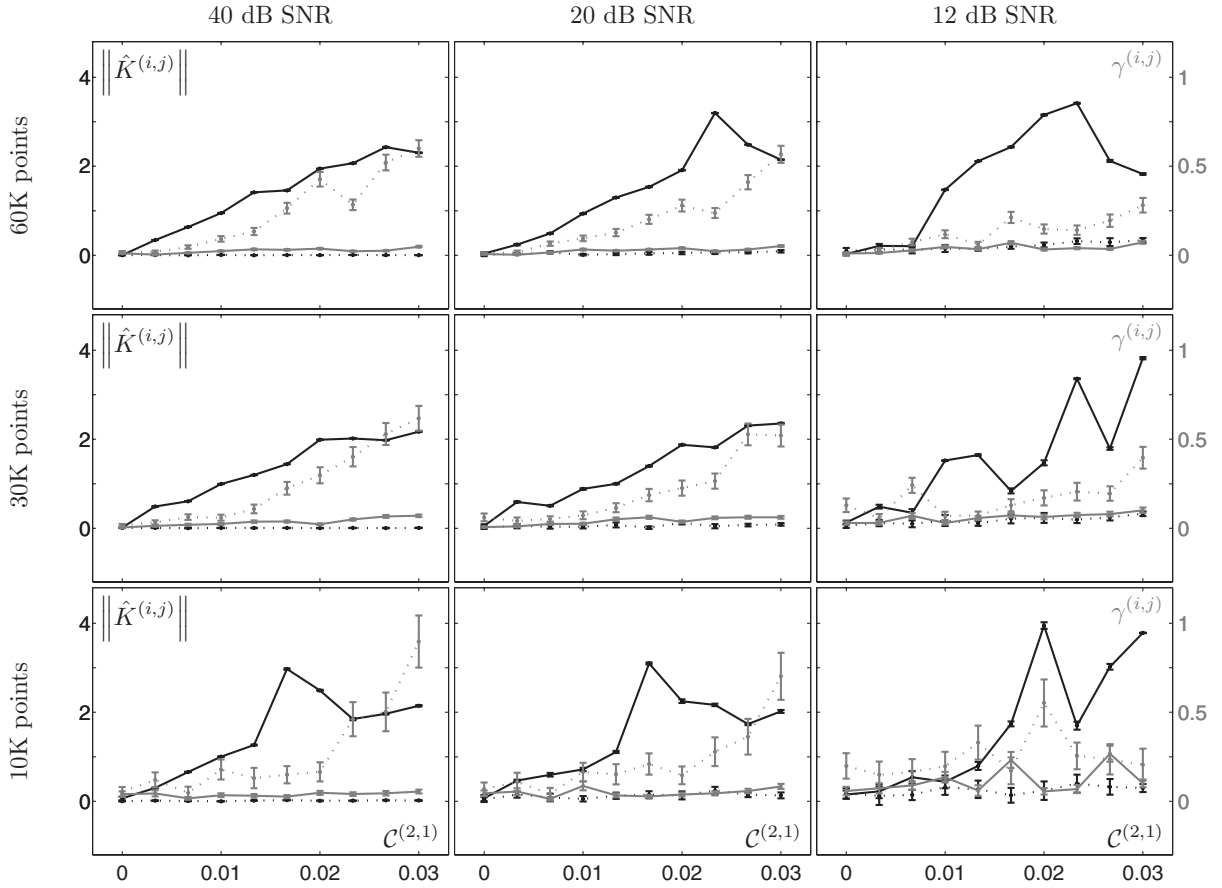 40 dB SNR 20 dB SNR 12 dB SNR
60K points
‖K̂^(i,j)‖
γ^(i,j)
4
2
0
1
0.5
0
30K points
‖K̂^(i,j)‖
γ^(i,j)
4
2
0
1
0.5
0
10K points
‖K̂^(i,j)‖
γ^(i,j)
4
2
0
1
0.5
0
𝒞^(2,1) 𝒞^(2,1) 𝒞^(2,1)
0 0.01 0.02 0.03 0 0.01 0.02 0.03 0 0.01 0.02 0.03